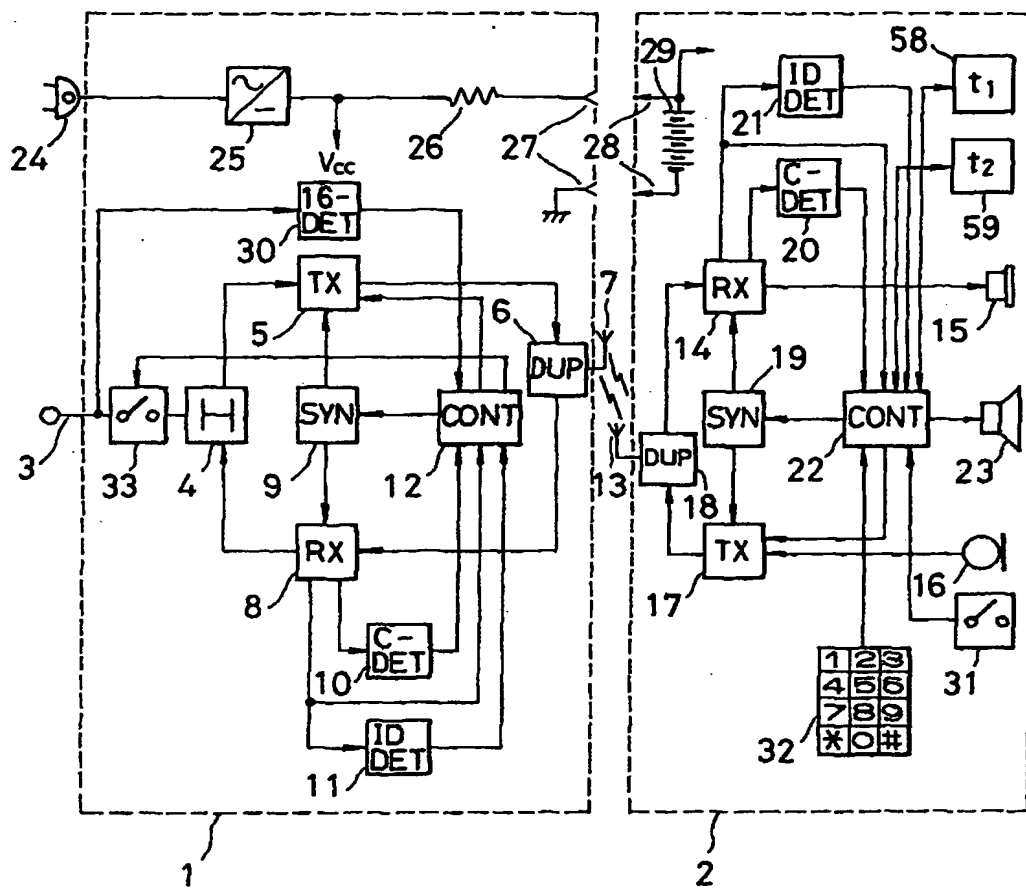 58
29
ID
DET
t1
24
25
VCC
26
27
28
21
C-
DET
t2
16-
DET
30
20
59
TX
5
6
7
RX
14
15
DUP
19
3
33
4
SYN
9
CONT
12
13
DUP
18
SYN
CONT
22
23
RX
8
TX
17
16
C-
DET
10
1 2 3
4 5 6
7 8 9
* 0 #
31
32
ID
DET
11
1
2